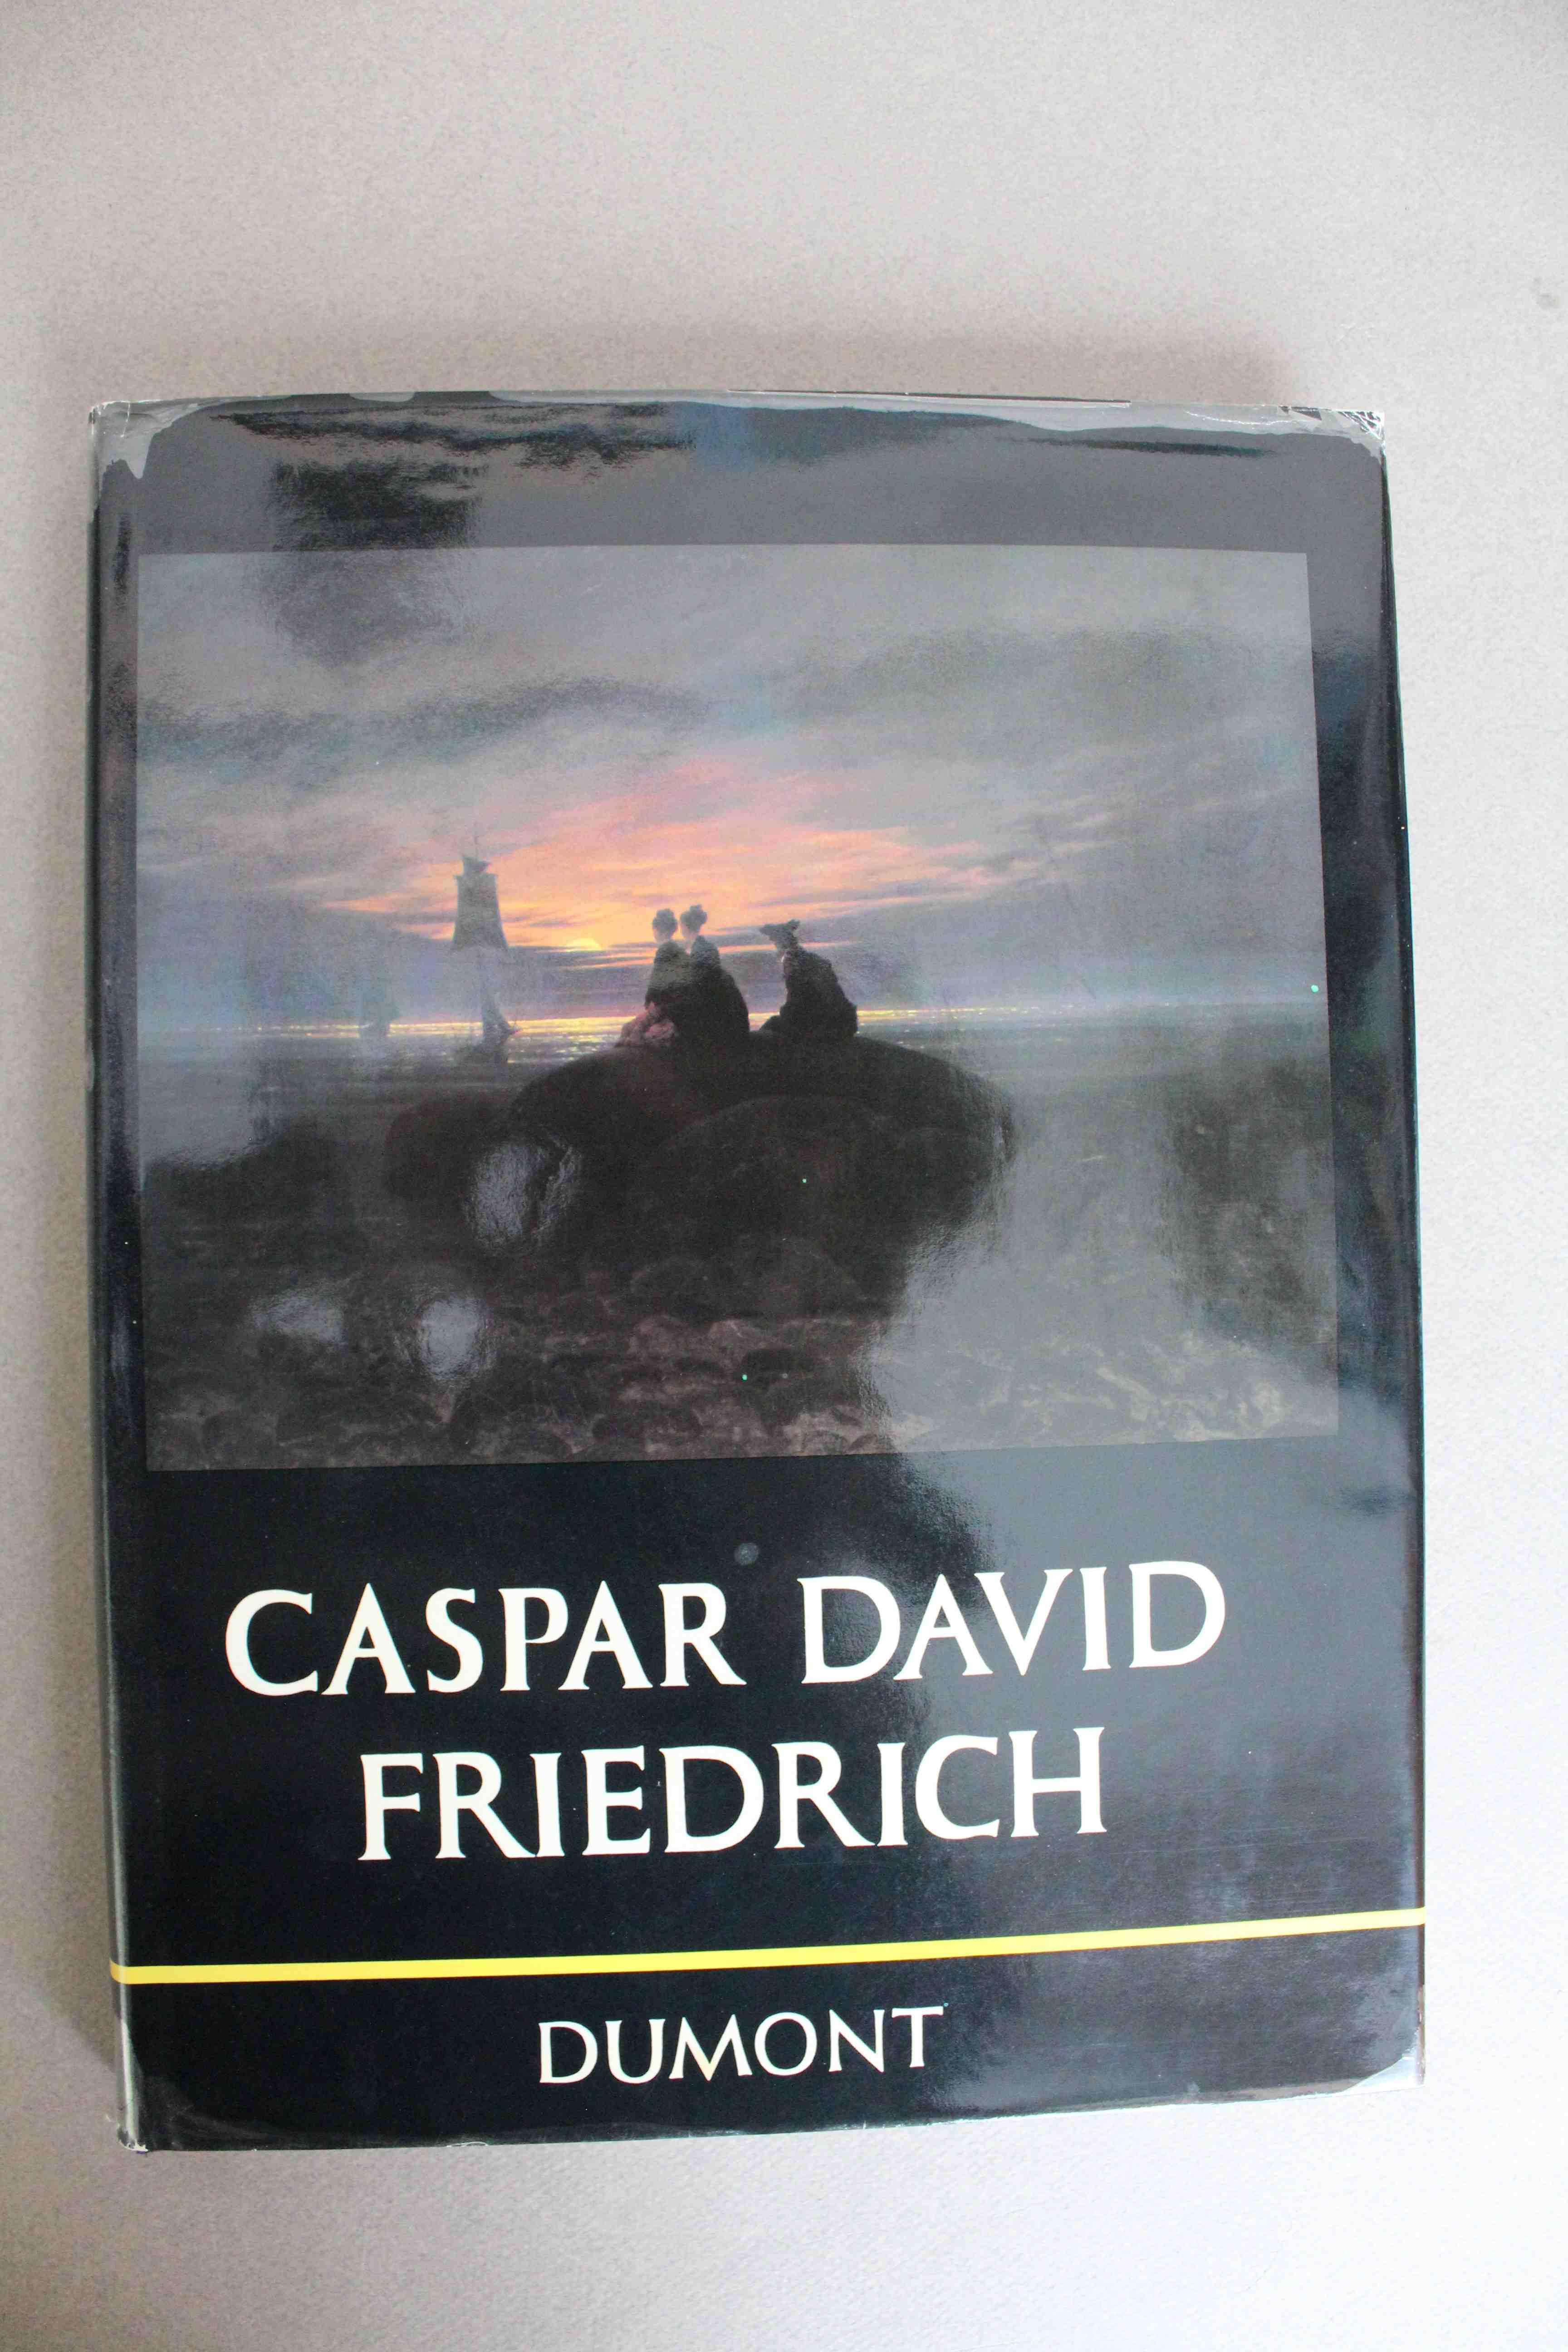 CASPAR DAVID
FRIEDRICH
DUMONT